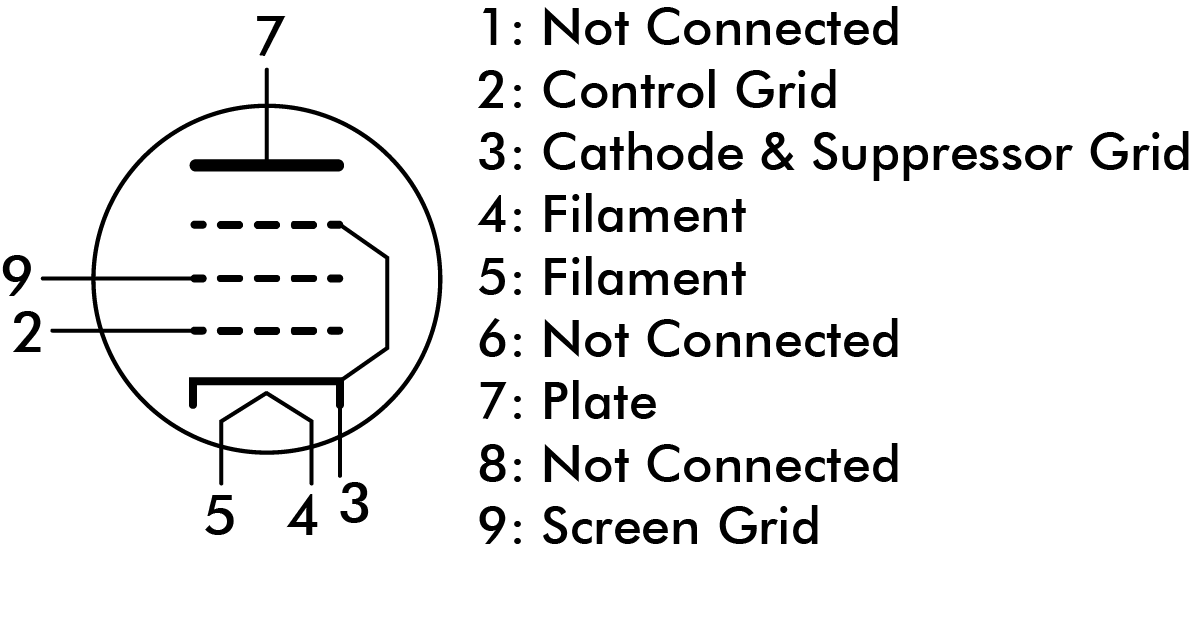 7
9
2
5
4
3
1: Not Connected
2: Control Grid
3: Cathode & Suppressor Grid
4: Filament
5: Filament
6: Not Connected
7: Plate
8: Not Connected
9: Screen Grid